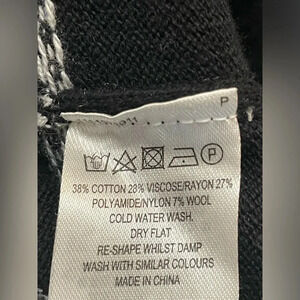 P
P
38% COTTON 28% VISCOSE/RAYON 27%
POLYAMIDE/NYLON 7% WOOL
COLD WATER WASH.
DRY FLAT
RE-SHAPE WHILST DAMP
WASH WITH SIMILAR COLOURS
MADE IN CHINA